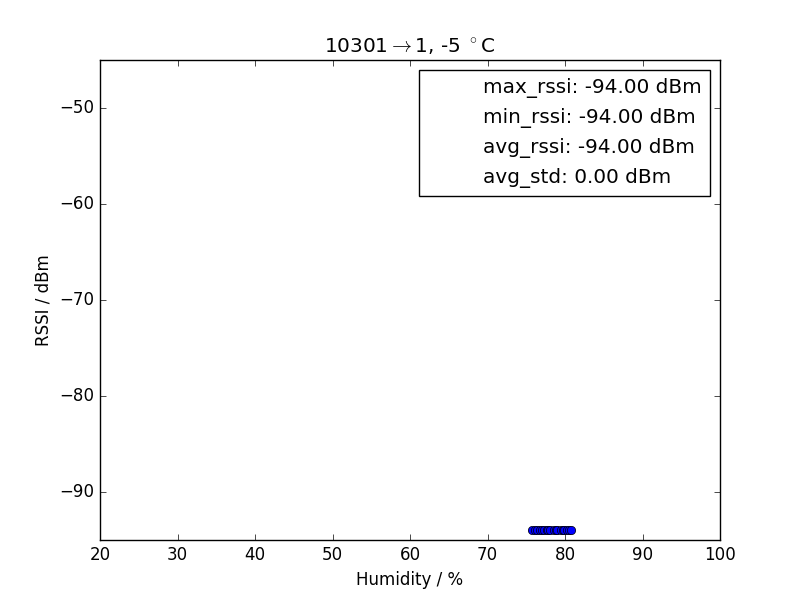 10301→1, -5 °C
max_rssi: -94.00 dBm
min_rssi: -94.00 dBm
avg_rssi: -94.00 dBm
avg_std: 0.00 dBm
RSSI / dBm
−50
−60
−70
−80
−90
20 30 40 50 60 70 80 90 100
Humidity / %